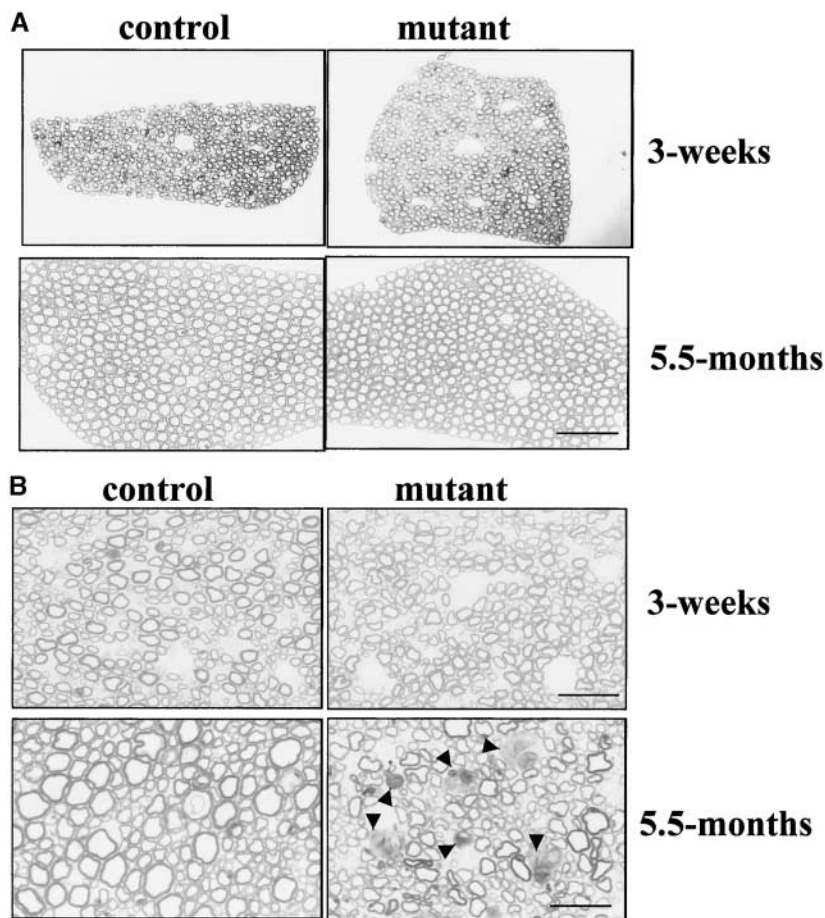 A
control mutant
3-weeks
5.5-months
B
control mutant
3-weeks
5.5-months